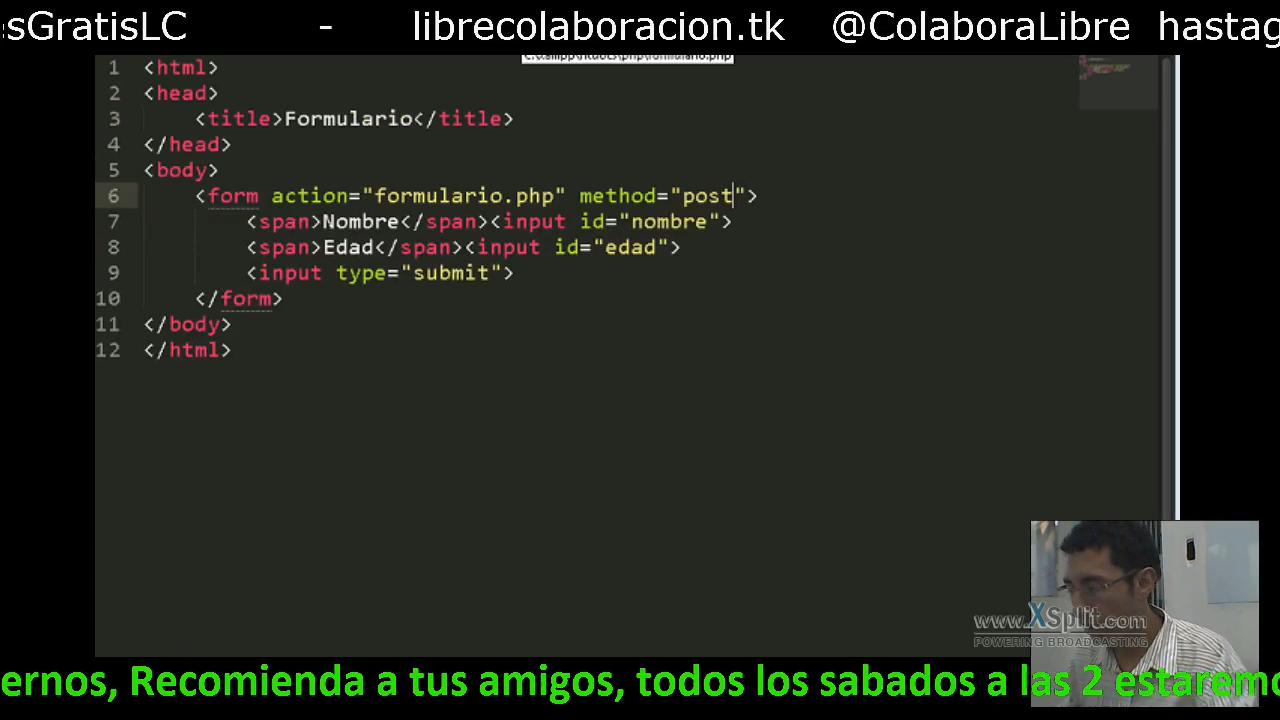 sGratisLC - librecolaboracion.tk @ColaboraLibre hastag
1 <html>
2 <head>
3 <title>Formulario</title>
4 </head>
5 <body>
6 <form action="formulario.php" method="post">
7 <span>Nombre</span><input id="nombre">
8 <span>Edad</span><input id="edad">
9 <input type="submit">
10 </form>
11 </body>
12 </html>
www.XSplit.com
POWERING BROADCASTING
ernos, Recomienda a tus amigos, todos los sabados a las 2 estaremo